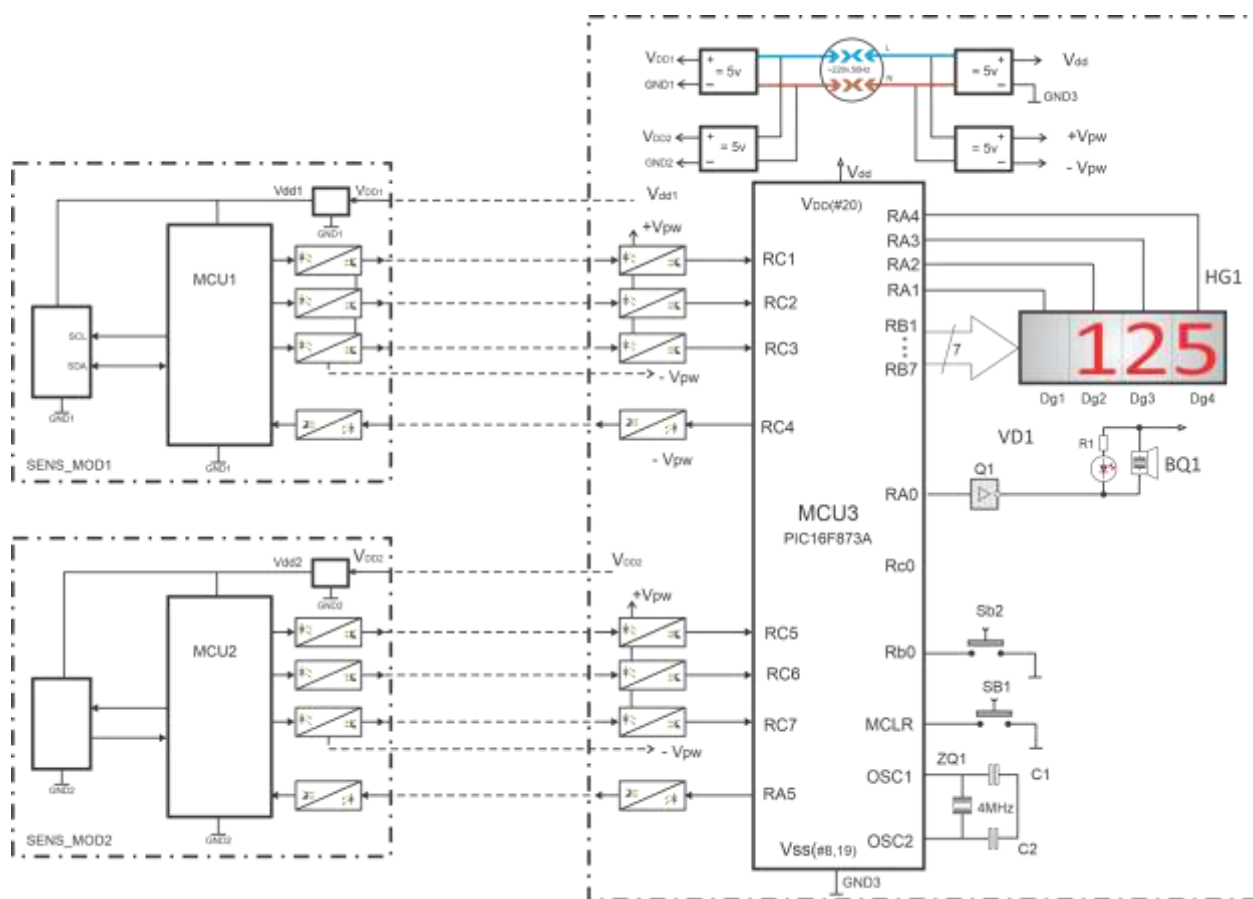 VDD1
GND1
+
= 5v
−
~220v,50Hz
L
N
+
= 5v
−
Vdd
GND3
VDD2
GND2
+
= 5v
−
+
= 5v
−
+Vpw
- Vpw
Vdd1
VDD1
GND1
MCU1
SCL
SDA
GND1
GND1
SENS_MOD1
Vdd1
+Vpw
- Vpw
- Vpw
Vdd2
VDD2
GND2
MCU2
GND2
GND2
SENS_MOD2
VDD2
+Vpw
- Vpw
Vdd
VDD(#20)
RC1
RC2
RC3
RC4
RC5
RC6
RC7
RA5
MCU3
PIC16F873A
RA4
RA3
RA2
RA1
RB1
RB7
7
RA0
Rc0
Rb0
MCLR
OSC1
OSC2
Vss(#8,19)
GND3
HG1
125
Dg1 Dg2 Dg3 Dg4
VD1
R1
BQ1
Q1
Sb2
SB1
ZQ1
4MHz
C1
C2